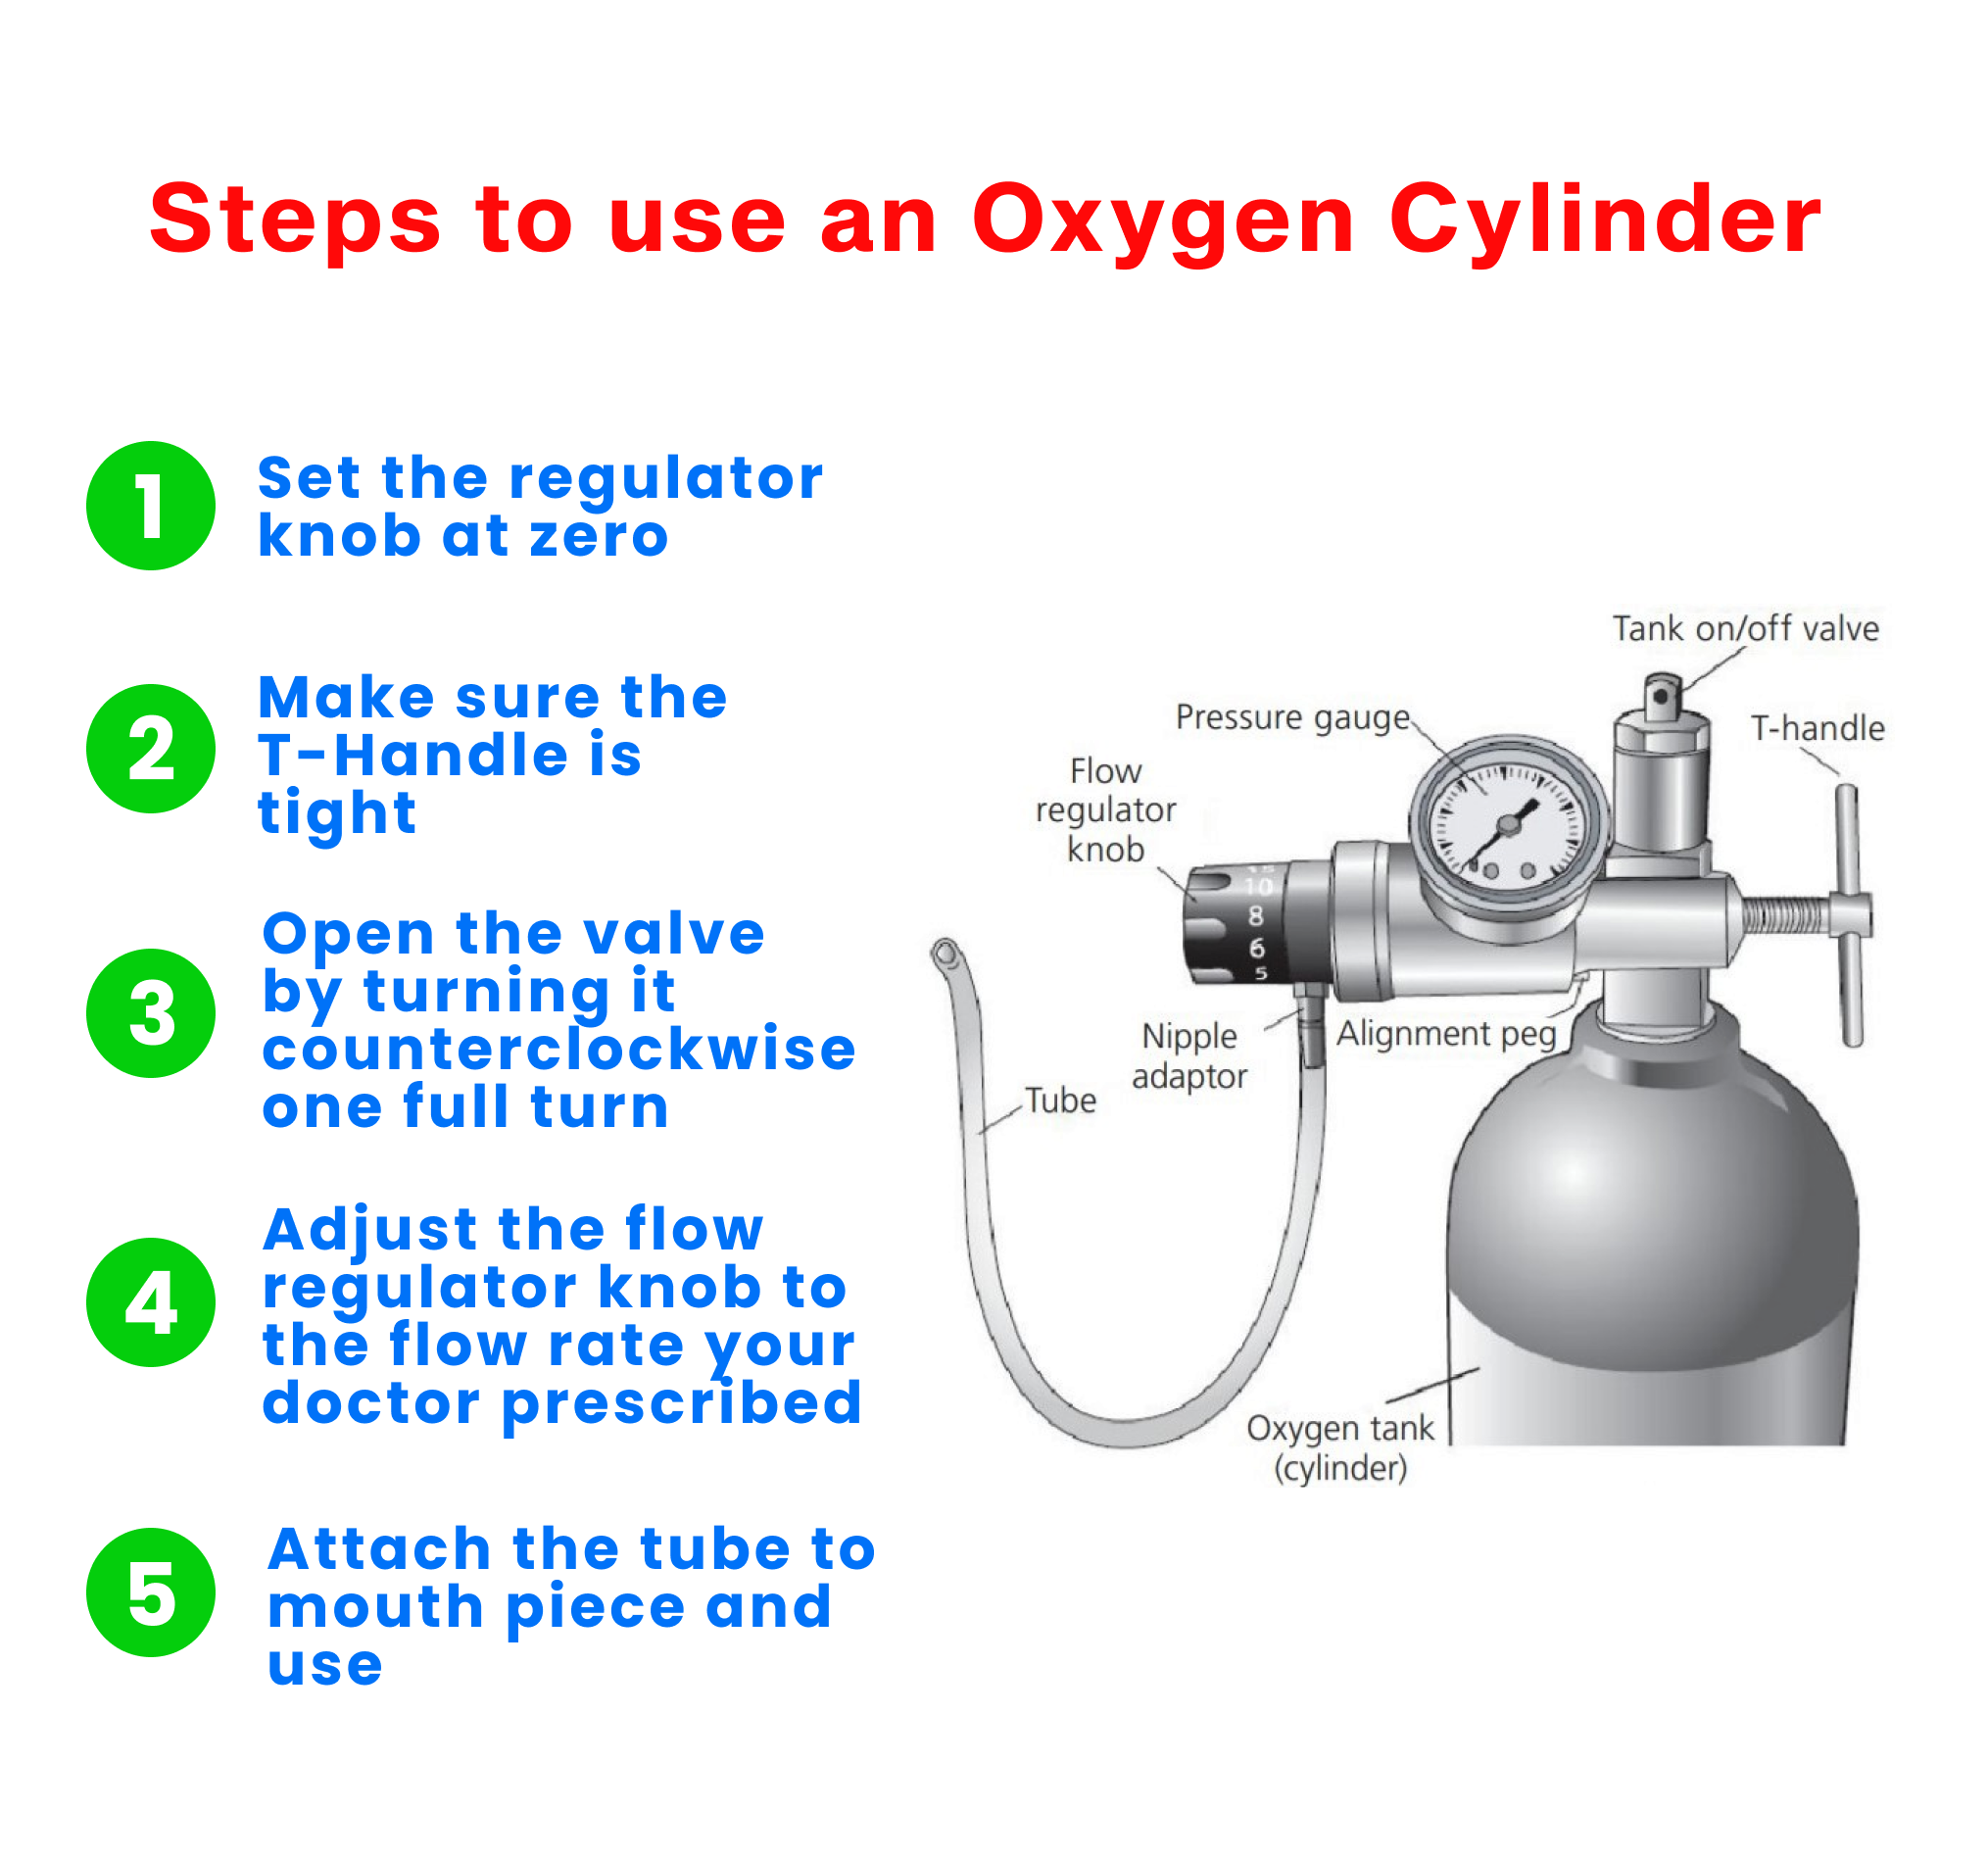 Steps to use an Oxygen Cylinder
1
Set the regulator
knob at zero
2
Make sure the
T-Handle is
tight
3
Open the valve
by turning it
counterclockwise
one full turn
4
Adjust the flow
regulator knob to
the flow rate your
doctor prescribed
5
Attach the tube to
mouth piece and
use
Tank on/off valve
Pressure gauge
T-handle
Flow
regulator
knob
15
10
8
6
5
Nipple
adaptor
Alignment peg
Tube
Oxygen tank
(cylinder)